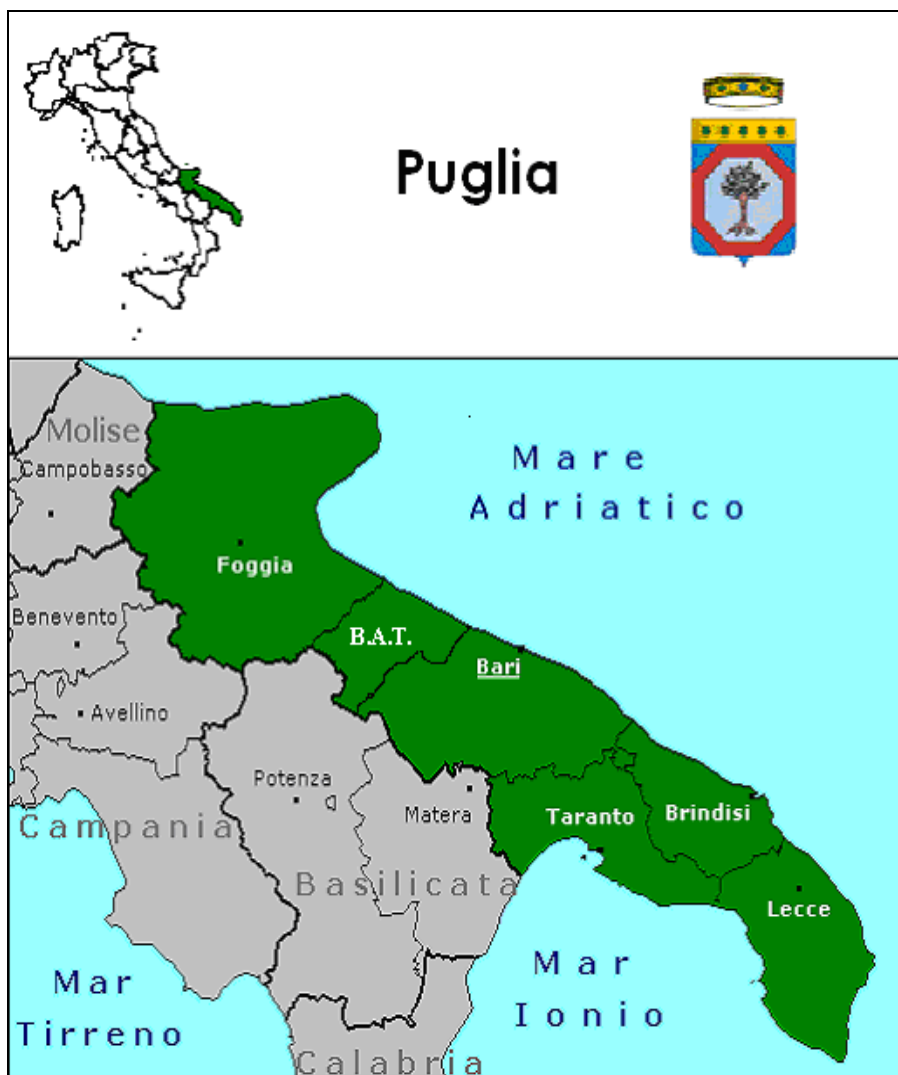 Puglia
Molise
Campobasso
Mare
Adriatico
Foggia
Benevento
B.A.T.
Bari
Avellino
Potenza
Matera
Taranto
Brindisi
Campania
Basilicata
Lecce
Mar
Tirreno
Mar
Ionio
Calabria